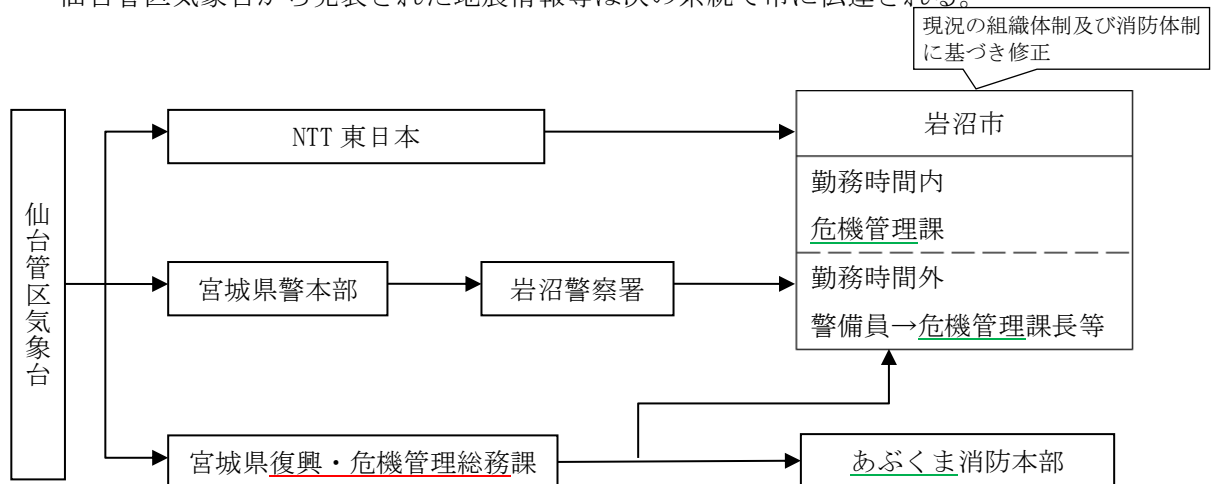 仙台管区気象台から発表された地震情報等は次の系統で市に伝達される。
現況の組織体制及び消防体制
に基づき修正
NTT 東日本
岩沼市
勤務時間内
危機管理課
仙台管区気象台
宮城県警本部
岩沼警察署
勤務時間外
警備員→危機管理課長等
宮城県復興・危機管理総務課
あぶくま消防本部